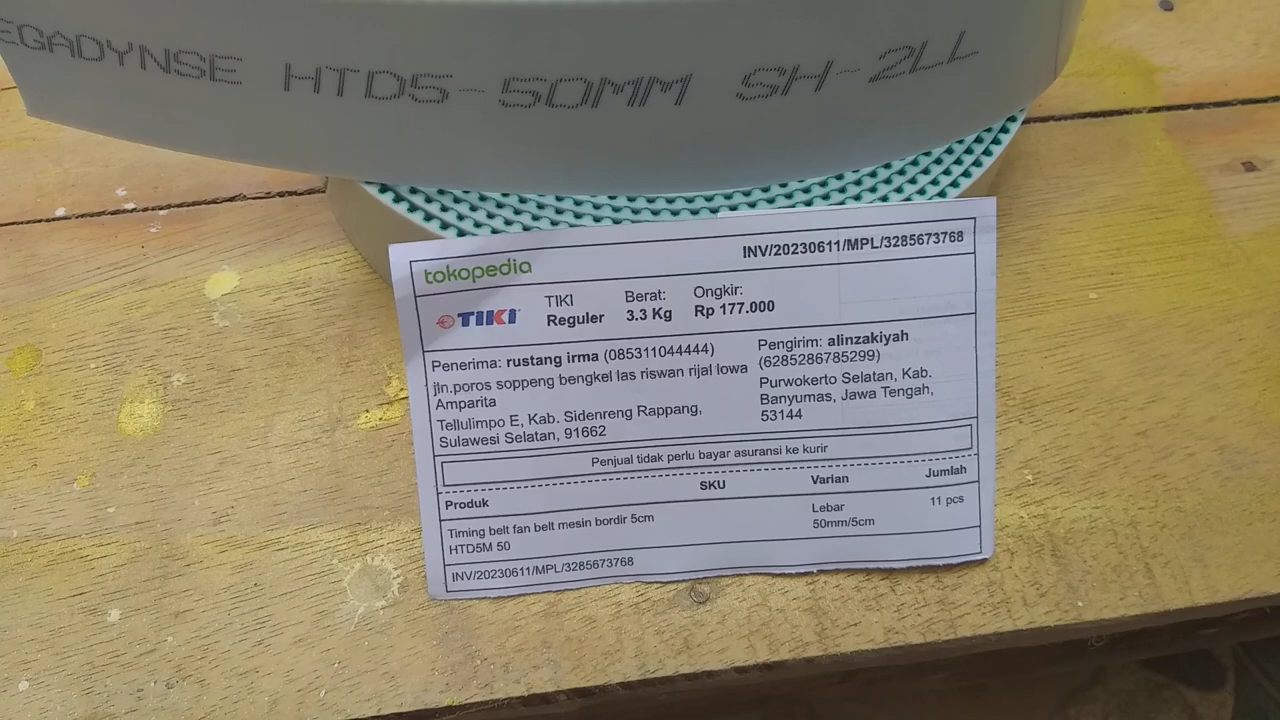 EGADYNSE HTD5-50MM SH-2LL
tokopedia
INV/20230611/MPL/3285673768
TIKI
TIKI
Reguler
Berat:
3.3 Kg
Ongkir:
Rp 177.000
Penerima: rustang irma (085311044444)
jln.poros soppeng bengkel las riswan rijal lowa
Amparita
Tellulimpo E, Kab. Sidenreng Rappang,
Sulawesi Selatan, 91662
Pengirim: alinzakiyah
(6285286785299)
Purwokerto Selatan, Kab.
Banyumas, Jawa Tengah,
53144
Penjual tidak perlu bayar asuransi ke kurir
Produk SKU Varian Jumlah
Timing belt fan belt mesin bordir 5cm
HTD5M 50
Lebar
50mm/5cm
11 pcs
INV/20230611/MPL/3285673768